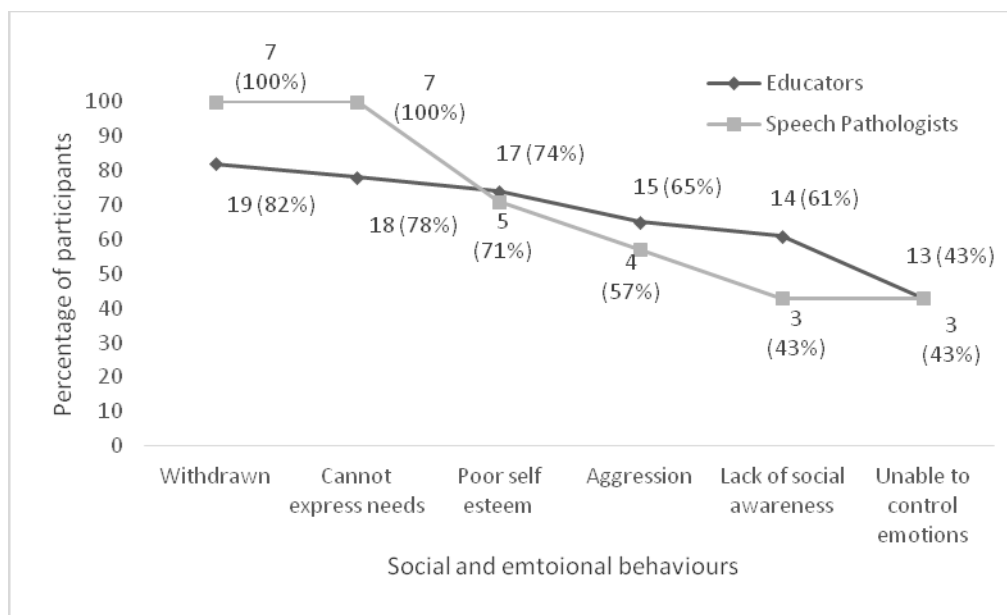 7
(100%)
7
(100%)
Educators
Speech Pathologists
100
90
80
70
60
50
40
30
20
10
0
Percentage of participants
17 (74%)
15 (65%)
14 (61%)
13 (43%)
19 (82%)
18 (78%)
5
(71%)
4
(57%)
3
(43%)
3
(43%)
Withdrawn
Cannot
express needs
Poor self
esteem
Aggression
Lack of social
awareness
Unable to
control
emotions
Social and emtoional behaviours